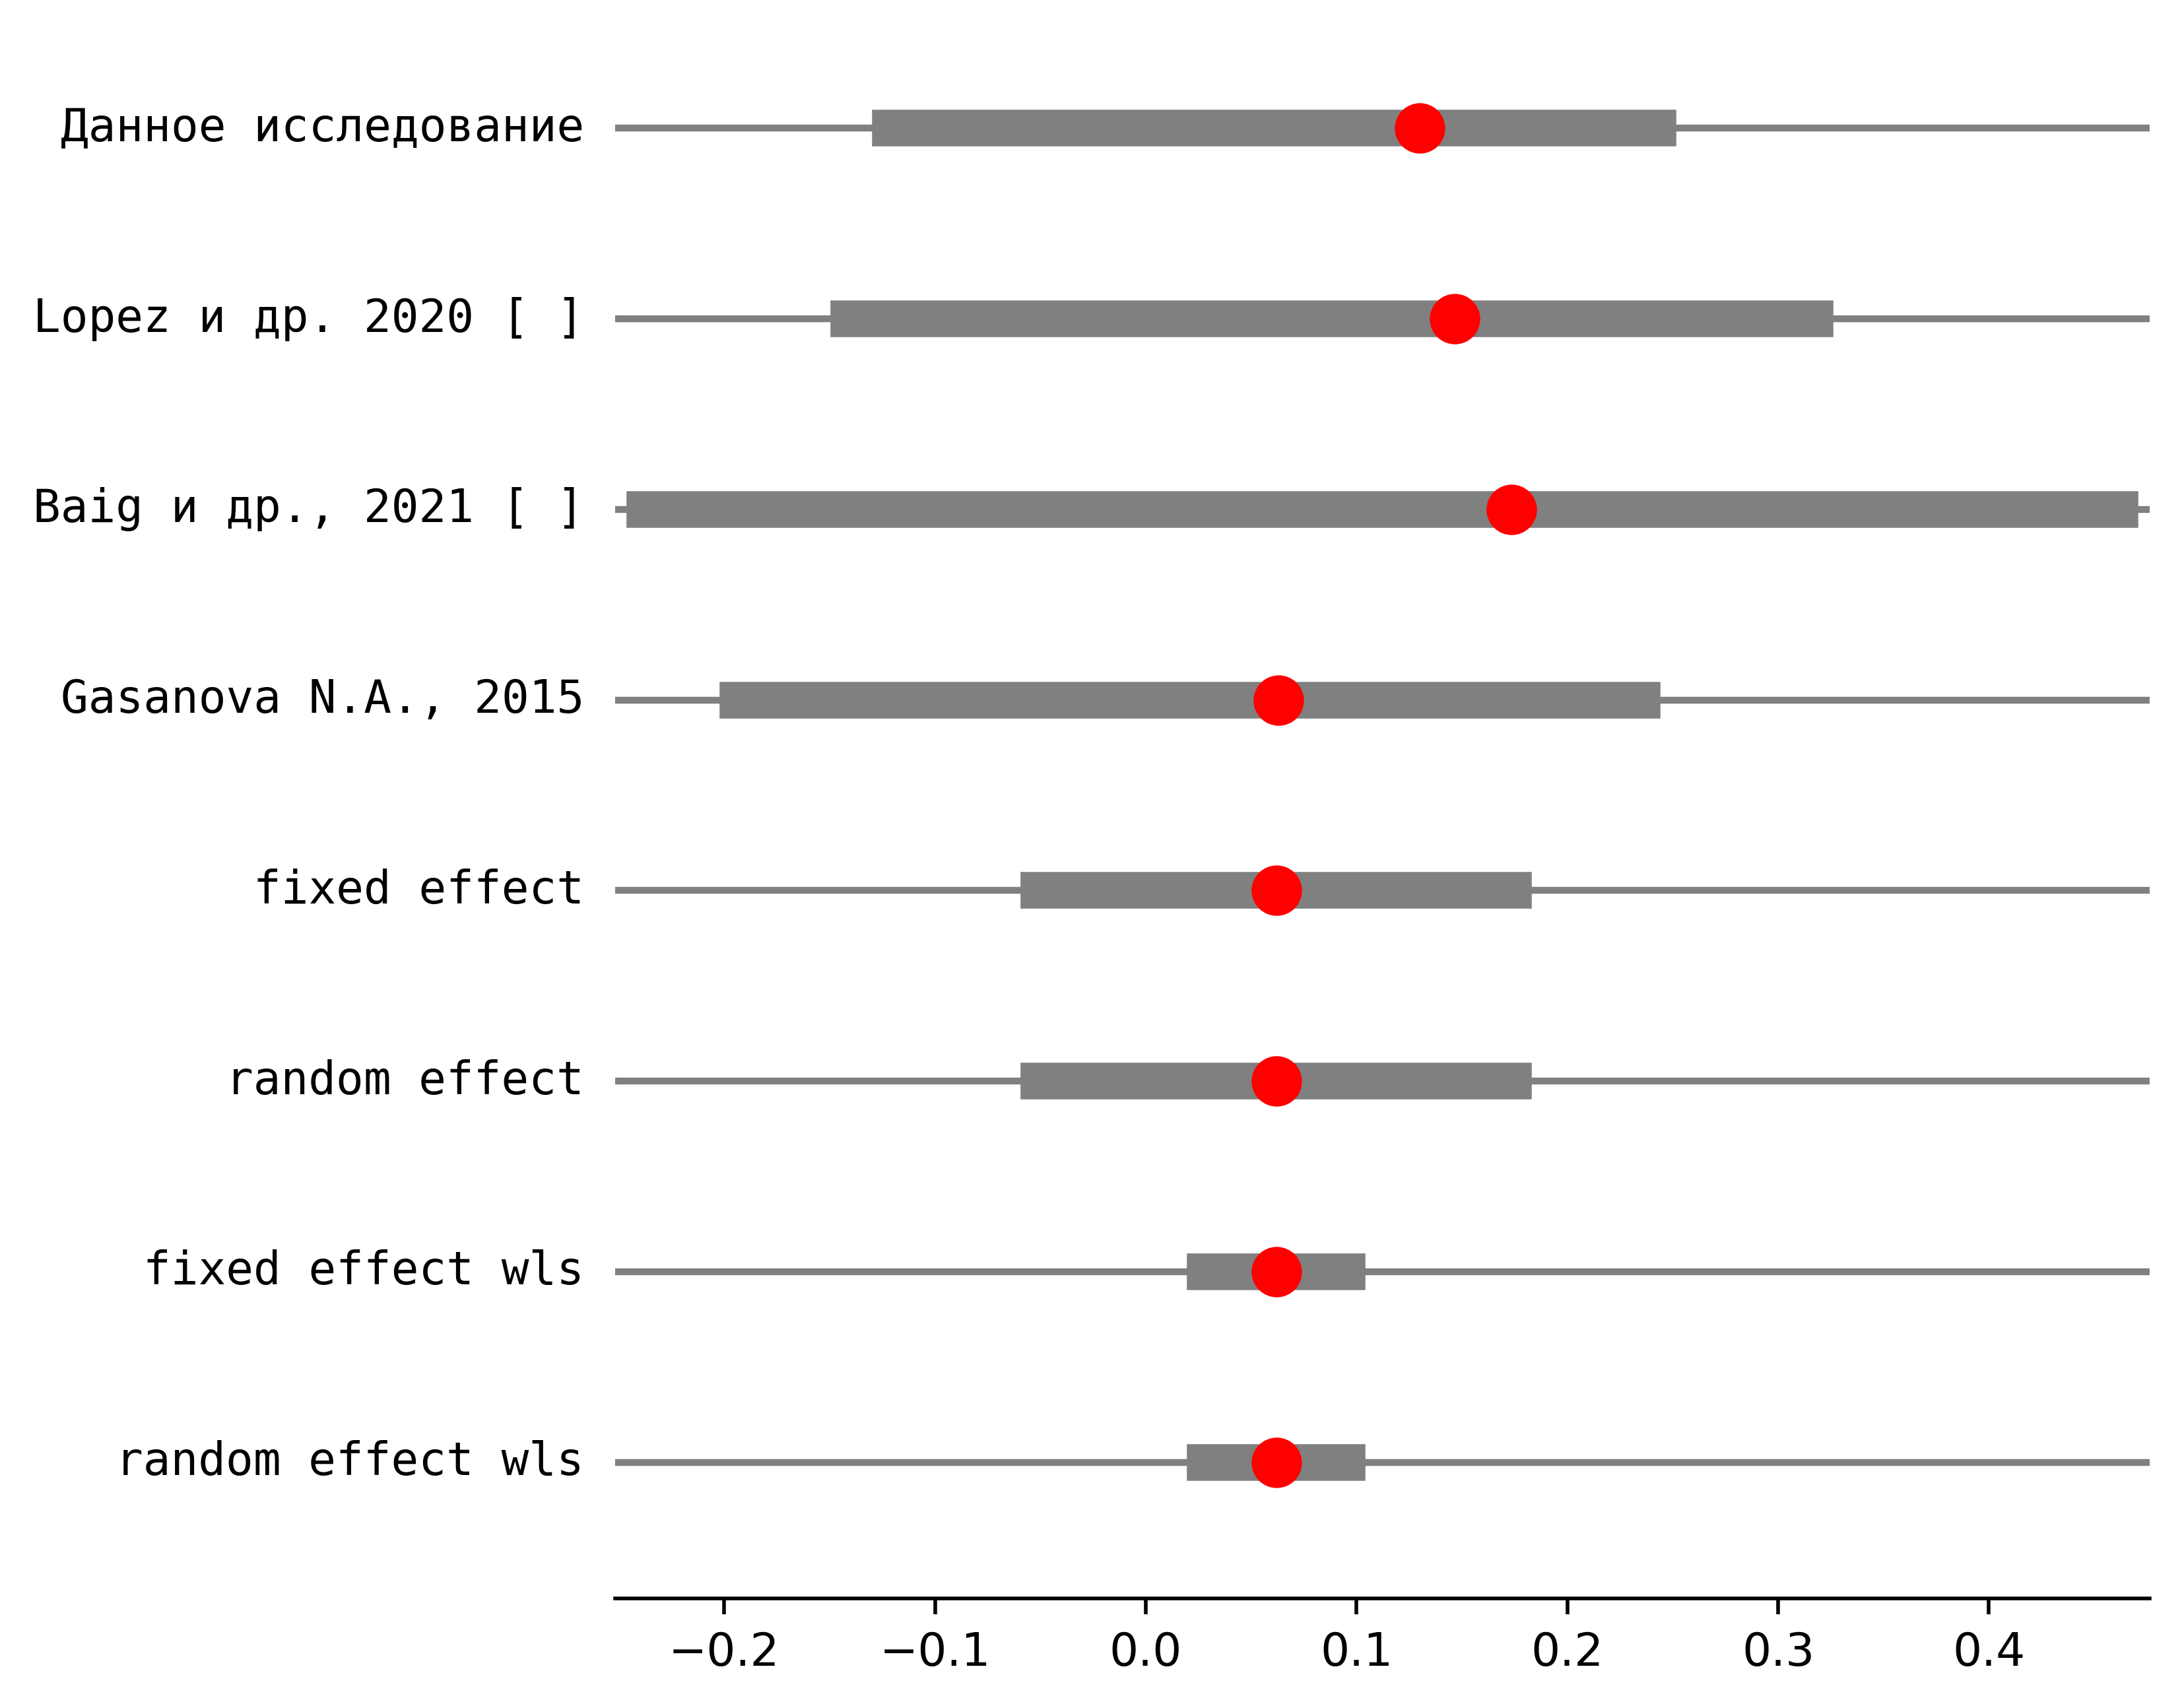 Данное исследование
Lopez и др. 2020 [ ]
Baig и др., 2021 [ ]
Gasanova N.A., 2015
fixed effect
random effect
fixed effect wls
random effect wls
−0.2 −0.1 0.0 0.1 0.2 0.3 0.4